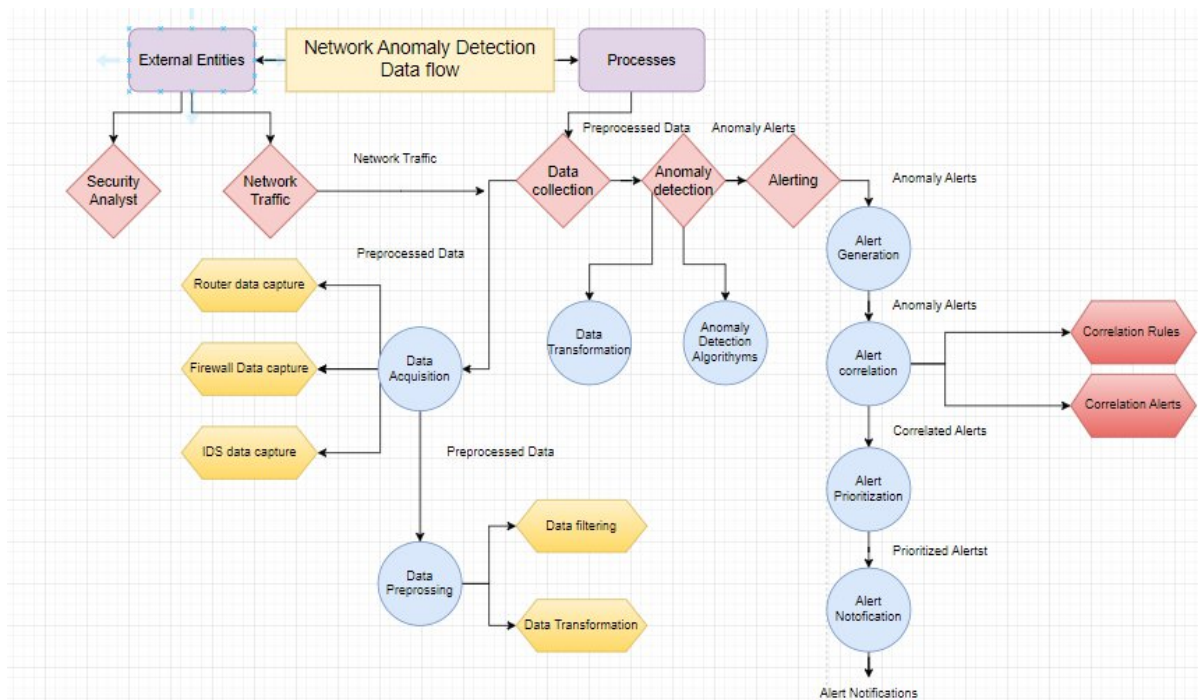 Network Anomaly Detection
Data flow
External Entities
Processes
Preprocessed Data
Anomaly Alerts
Network Traffic
Security
Analyst
Network
Traffic
Data
collection
Anomaly
detection
Alerting
Anomaly Alerts
Preprocessed Data
Alert
Generation
Router data capture
Anomaly Alerts
Data
Transformation
Anomaly
Detection
Algorithyms
Correlation Rules
Firewall Data capture
Data
Acquisition
Alert
correlation
Correlation Alerts
Correlated Alerts
IDS data capture
Preprocessed Data
Alert
Prioritization
Data filtering
Prioritized Alertst
Data
Preprossing
Alert
Notofication
Data Transformation
Alert Notifications